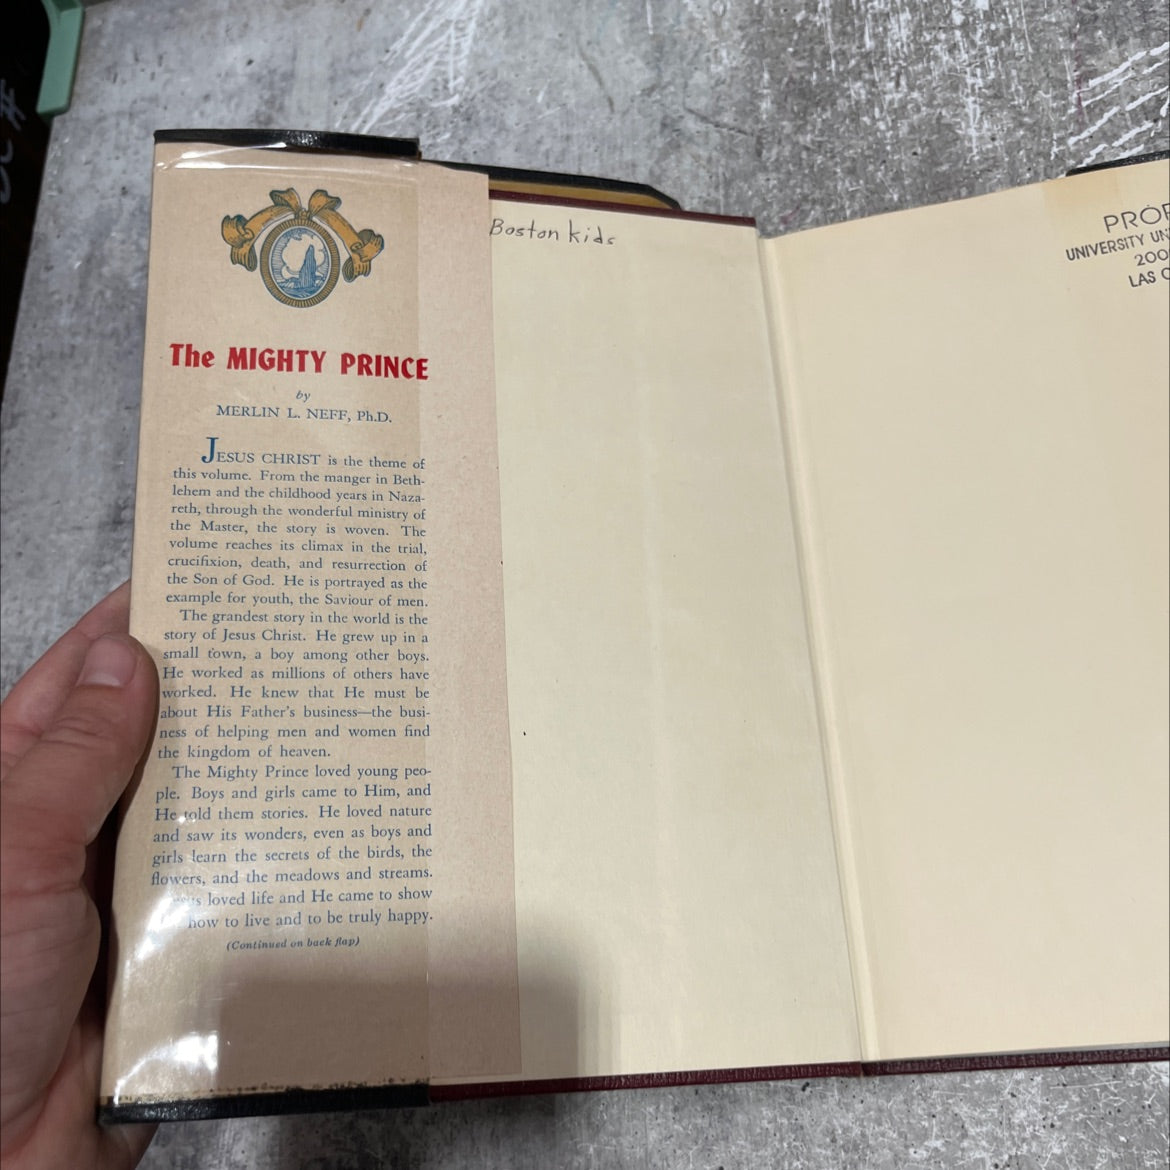 The MIGHTY PRINCE
by
MERLIN L. NEFF, Ph.D.
JESUS CHRIST is the theme of
this volume. From the manger in Beth-
lehem and the childhood years in Naza-
reth, through the wonderful ministry of
the Master, the story is woven. The
volume reaches its climax in the trial,
crucifixion, death, and resurrection of
the Son of God. He is portrayed as the
example for youth, the Saviour of men.
The grandest story in the world is the
story of Jesus Christ. He grew up in a
small town, a boy among other boys.
He worked as millions of others have
worked. He knew that He must be
about His Father's business—the busi-
ness of helping men and women find
the kingdom of heaven.
The Mighty Prince loved young peo-
ple. Boys and girls came to Him, and
He told them stories. He loved nature
and saw its wonders, even as boys and
girls learn the secrets of the birds, the
flowers, and the meadows and streams.
loved life and He came to show
how to live and to be truly happy.
(Continued on back flap)
Boston kids
PROP
UNIVERSITY UN
200
LAS C